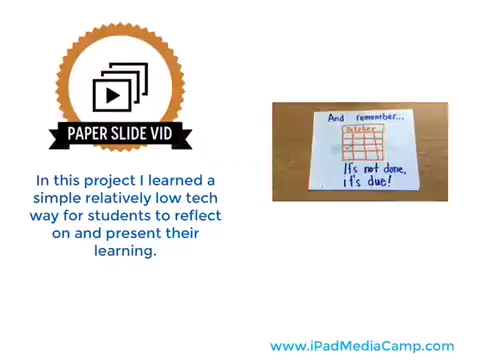 PAPER SLIDE VID
In this project I learned a
simple relatively low tech
way for students to reflect
on and present their
learning.
And remember...
October
It's not done,
it's due!
www.iPadMediaCamp.com